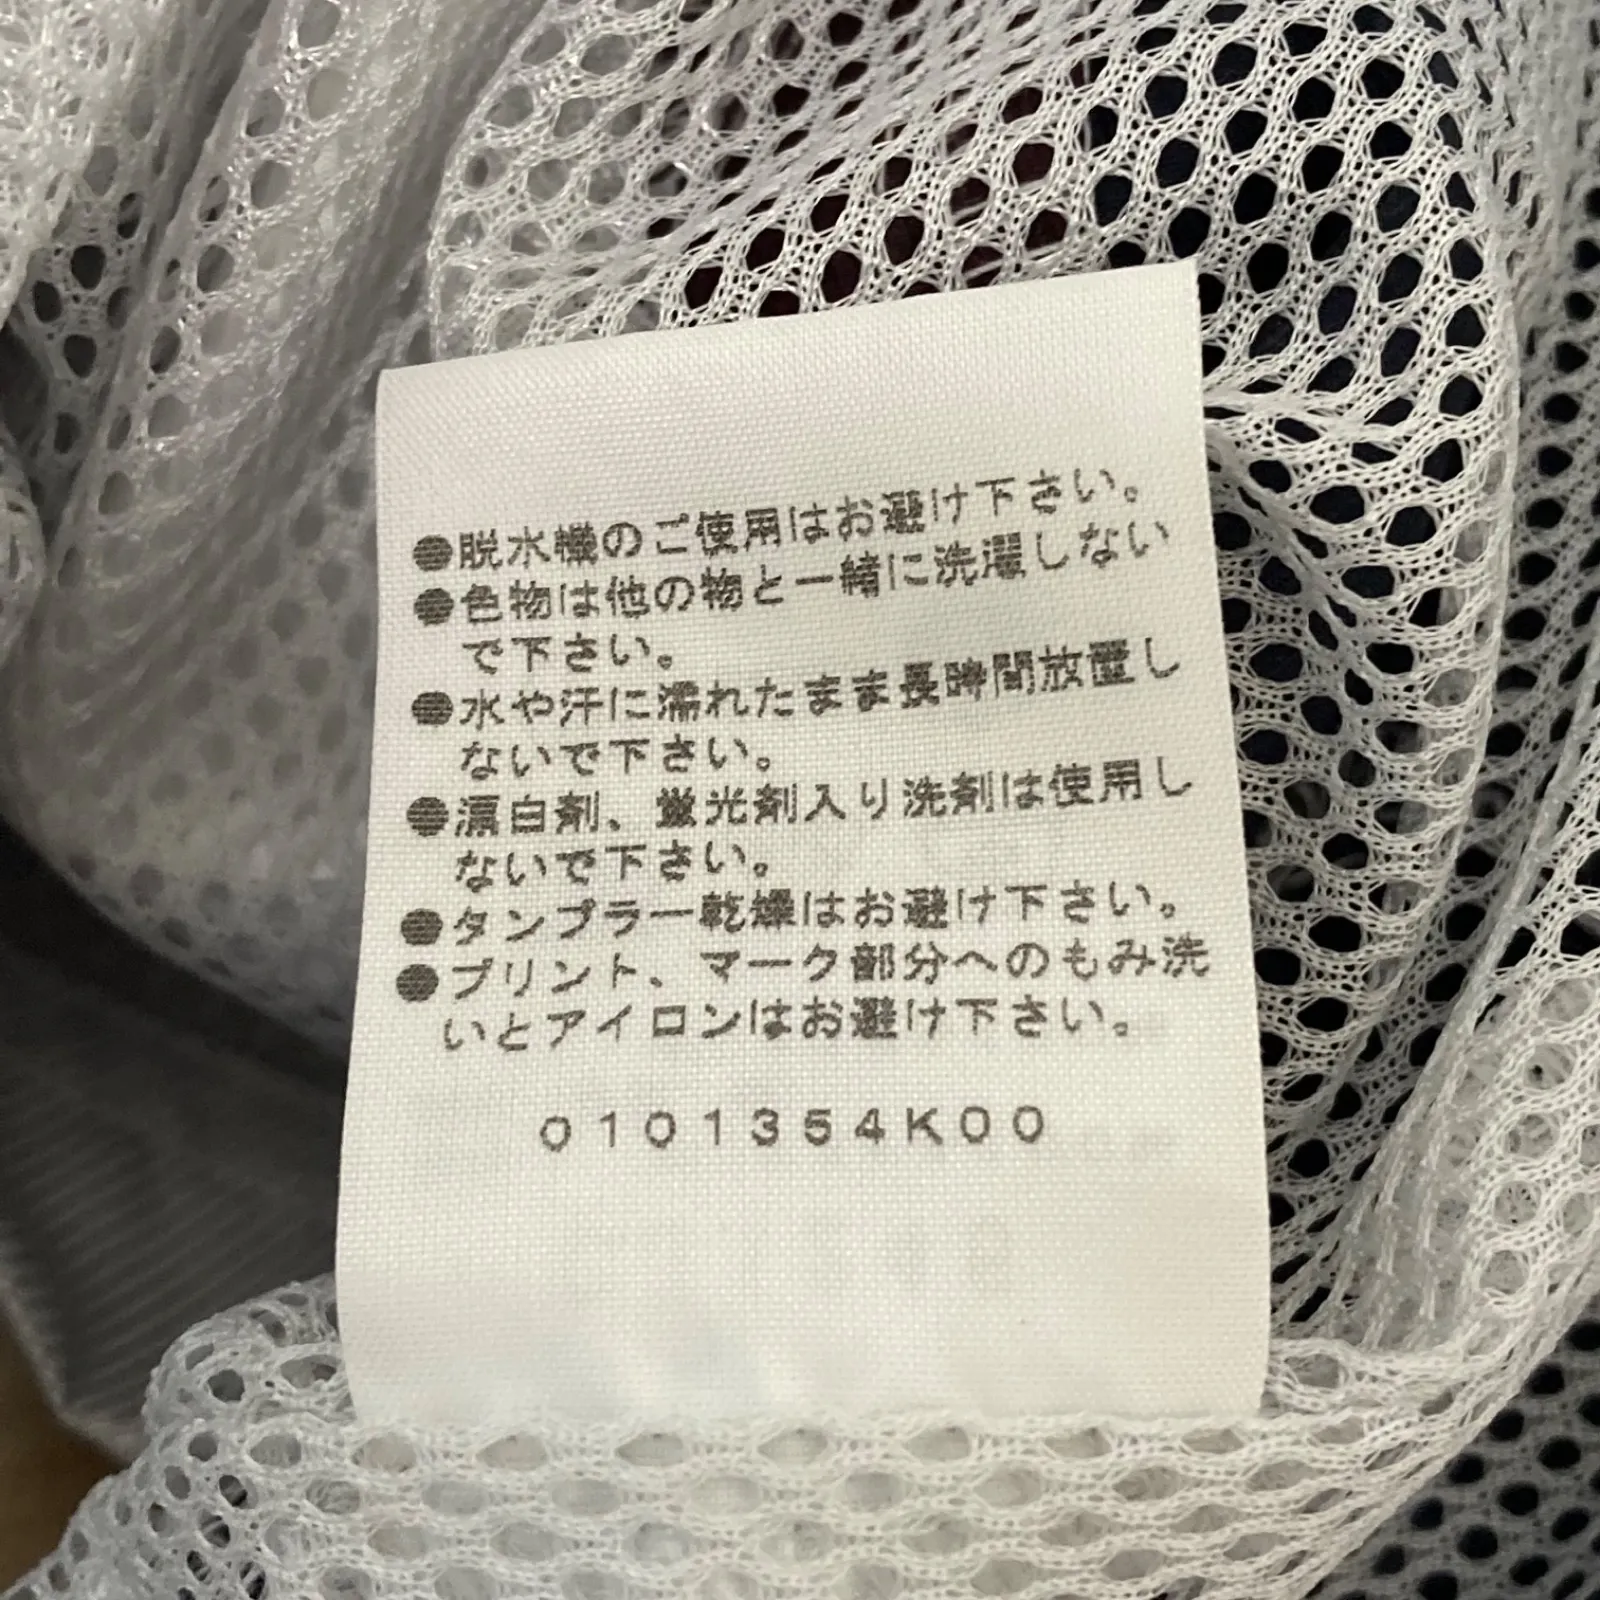 ●脱水機のご使用はお避け下さい。
●色物は他の物と一緒に洗濯しない
で下さい。
●水や汗に濡れたまま長時間放置し
ないで下さい。
●漂白剤、蛍光剤入り洗剤は使用し
ないで下さい。
●タンブラー乾燥はお避け下さい。
●プリント、マーク部分へのもみ洗
いとアイロンはお避け下さい。
0101354K00